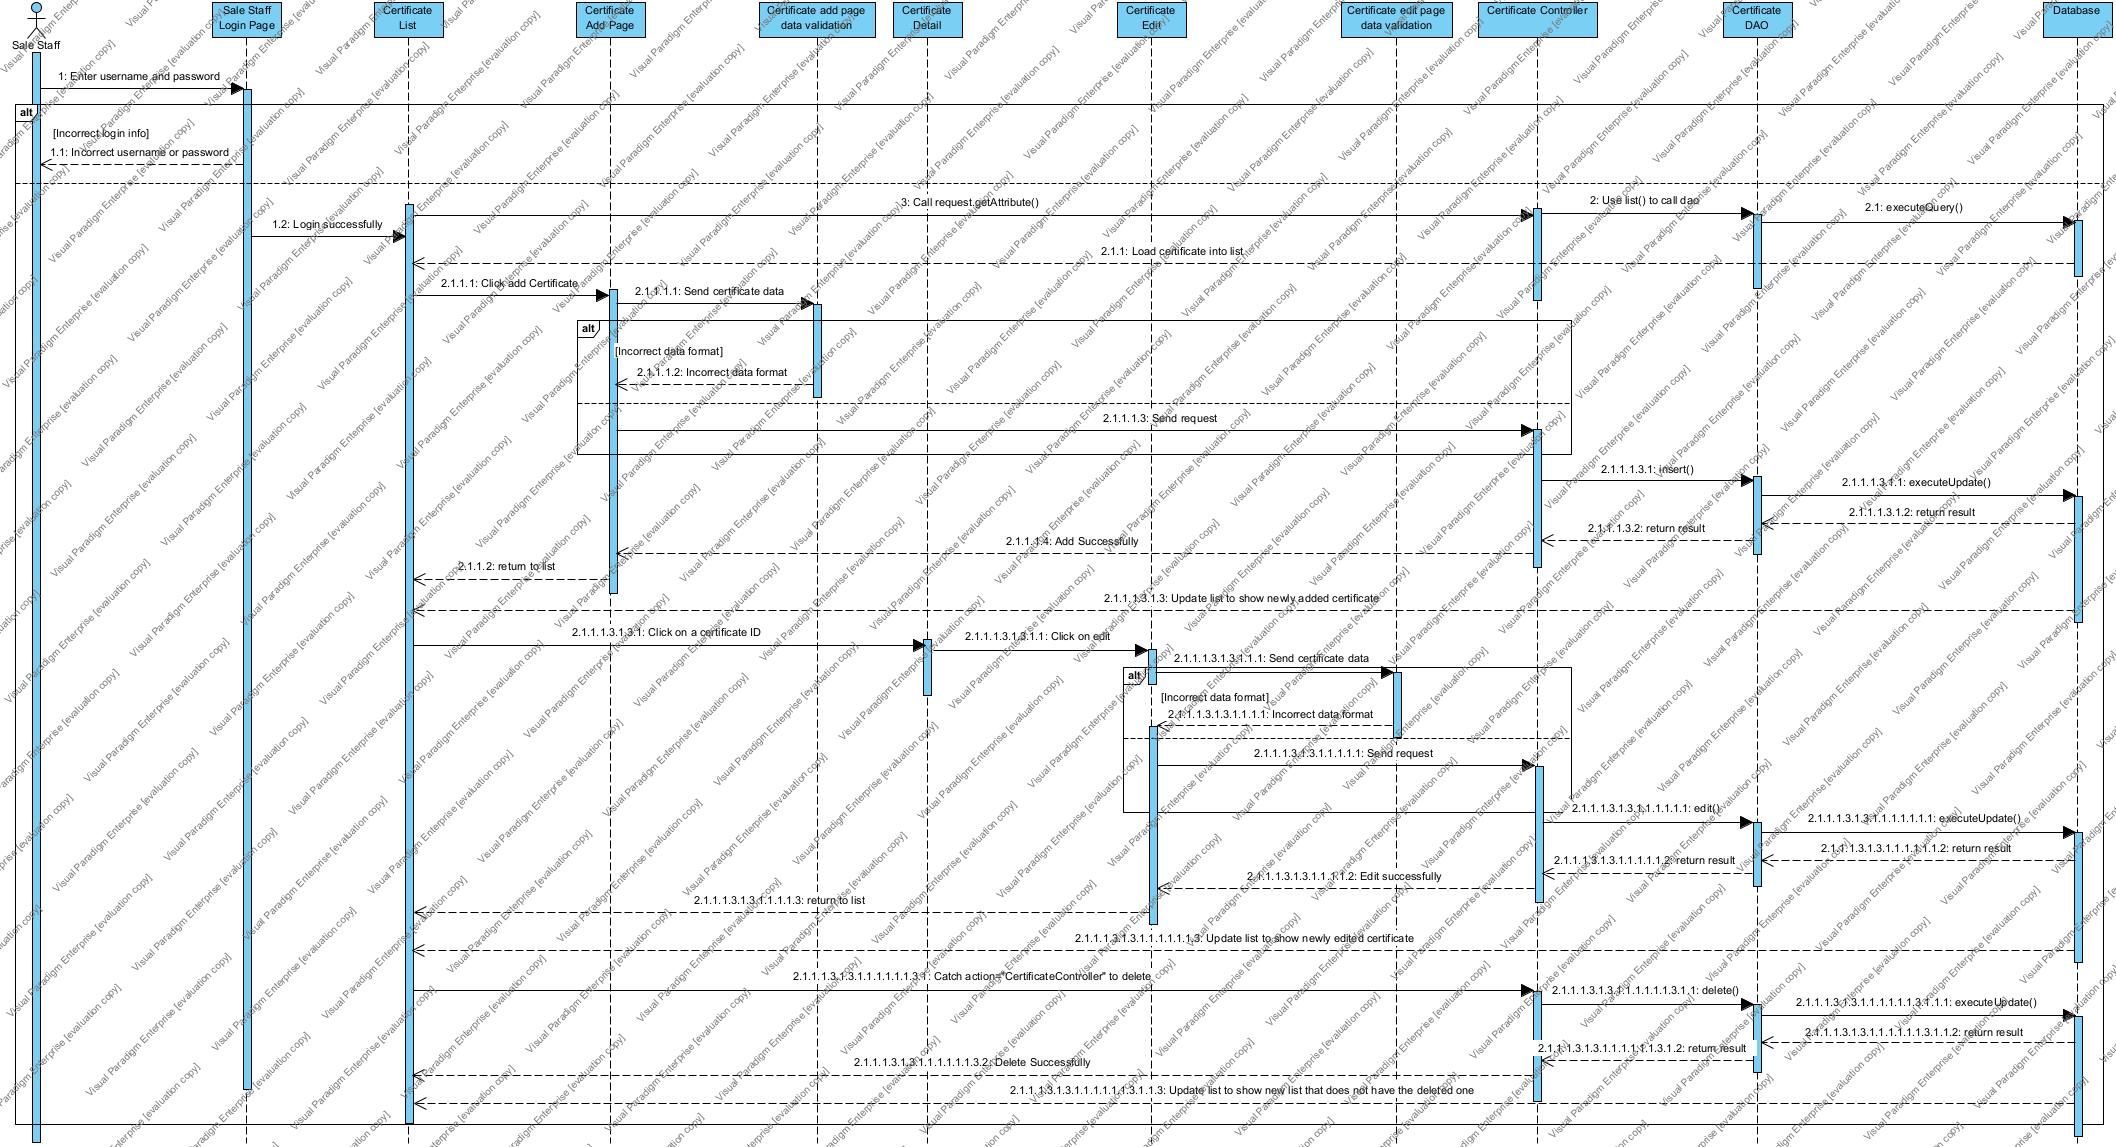 Sale Staff
Sale Staff
Login Page
Certificate
List
Certificate
Add Page
Certificate add page
data validation
Certificate
Detail
Certificate
Edit
Certificate edit page
data validation
Certificate Controller
Certificate
DAO
Database
1: Enter username and password
alt
[Incorrect login info]
1.1: Incorrect username or password
1.2: Login successfully
3: Call request.getAttribute()
2: Use list() to call dao
2.1: executeQuery()
2.1.1: Load certificate into list
2.1.1.1: Click add Certificate
2.1.1.1.1: Send certificate data
alt
[Incorrect data format]
2.1.1.1.2: Incorrect data format
2.1.1.1.3: Send request
2.1.1.1.3.1: insert()
2.1.1.1.3.1.1: executeUpdate()
2.1.1.1.3.1.2: return result
2.1.1.1.3.2: return result
2.1.1.1.4: Add Successfully
2.1.1.2: return to list
2.1.1.1.3.1.3: Update list to show newly added certificate
2.1.1.1.3.1.3.1: Click on a certificate ID
2.1.1.1.3.1.3.1.1: Click on edit
2.1.1.1.3.1.3.1.1.1: Send certificate data
alt
[Incorrect data format]
2.1.1.1.3.1.3.1.1.1.1: Incorrect data format
2.1.1.1.3.1.3.1.1.1.1.1: Send request
2.1.1.1.3.1.3.1.1.1.1.1.1: edit()
2.1.1.1.3.1.3.1.1.1.1.1.1.1: executeUpdate()
2.1.1.1.3.1.3.1.1.1.1.1.1.2: return result
2.1.1.1.3.1.3.1.1.1.1.1.2: return result
2.1.1.1.3.1.3.1.1.1.1.2: Edit successfully
2.1.1.1.3.1.3.1.1.1.1.3: return to list
2.1.1.1.3.1.3.1.1.1.1.1.1.3: Update list to show newly edited certificate
2.1.1.1.3.1.3.1.1.1.1.1.1.3.1: Catch action="CertificateController" to delete
2.1.1.1.3.1.3.1.1.1.1.1.1.3.1.1: delete()
2.1.1.1.3.1.3.1.1.1.1.1.1.3.1.1.1: executeUpdate()
2.1.1.1.3.1.3.1.1.1.1.1.1.3.1.1.2: return result
2.1.1.1.3.1.3.1.1.1.1.1.1.3.1.2: return result
2.1.1.1.3.1.3.1.1.1.1.1.1.3.2: Delete Successfully
2.1.1.1.3.1.3.1.1.1.1.1.1.3.1.1.3: Update list to show new list that does not have the deleted one
Visual Paradigm Enterprise [evaluation copy]